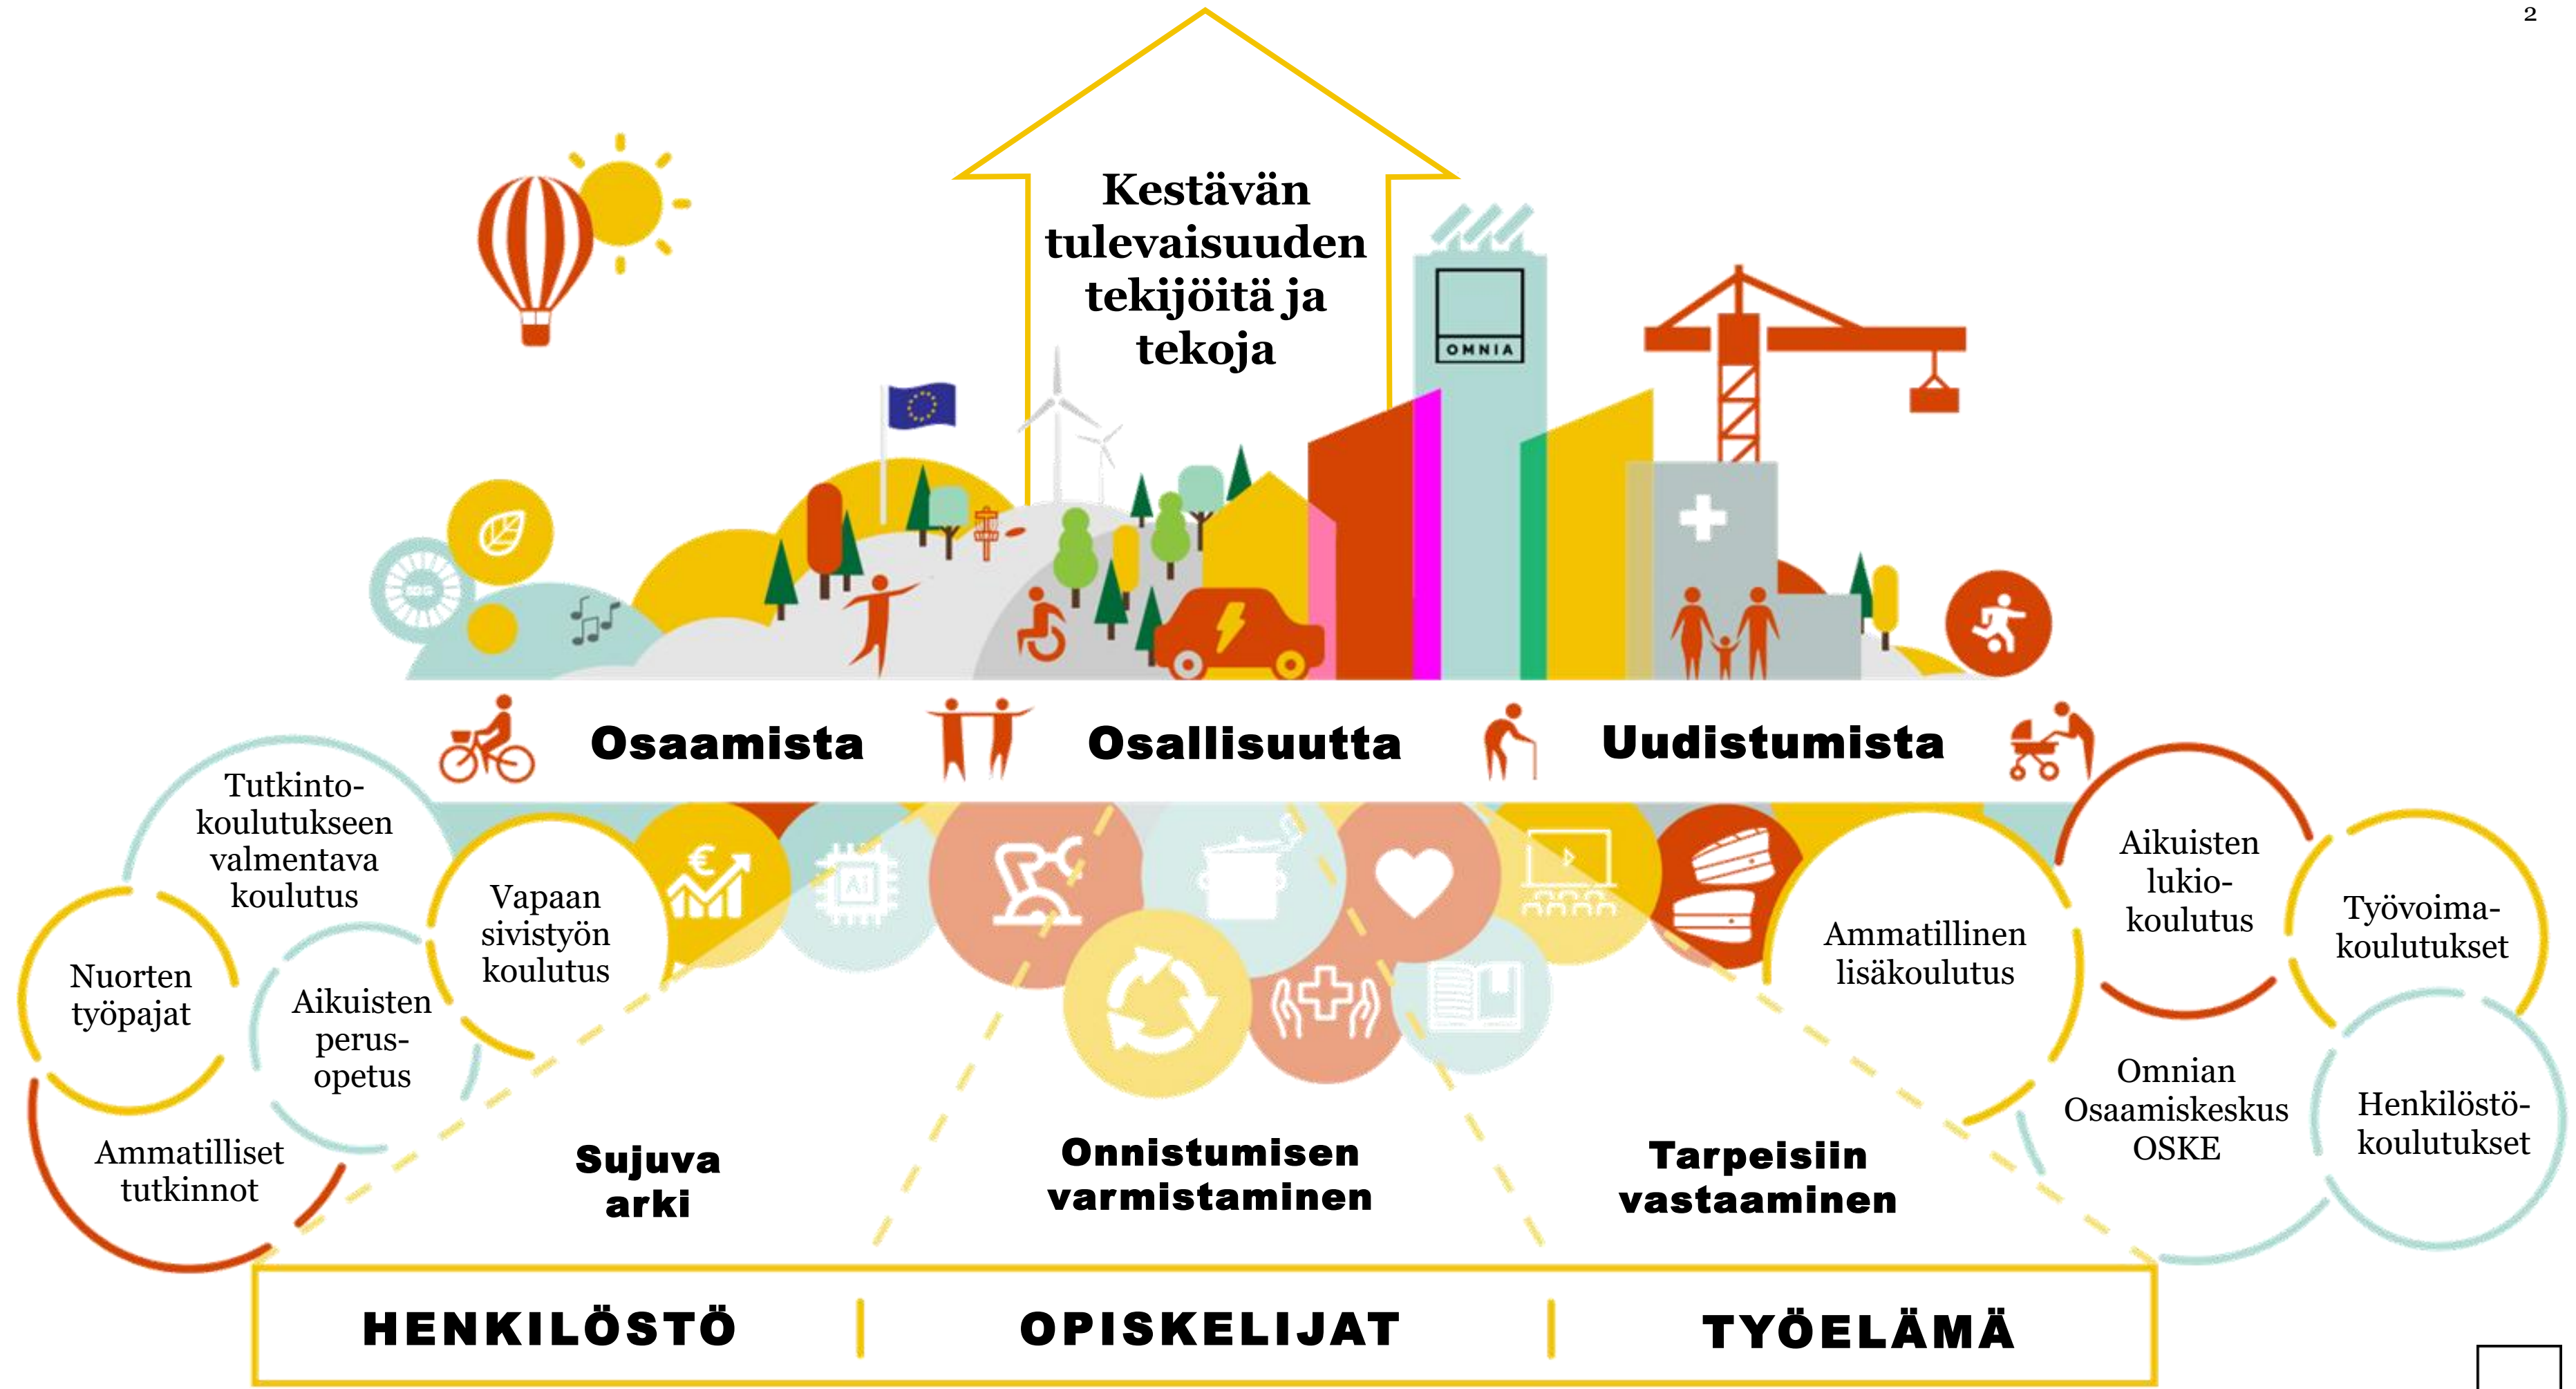 2
Kestävän
tulevaisuuden
tekijöitä ja
tekoja
OMNIA
SDG
Osaamista
Osallisuutta
Uudistumista
Tutkinto-
koulutukseen
valmentava
koulutus
Vapaan
sivistyön
koulutus
Nuorten
työpajat
Aikuisten
perus-
opetus
Ammatilliset
tutkinnot
€
Ai
Ammatillinen
lisäkoulutus
Aikuisten
lukio-
koulutus
Työvoima-
koulutukset
Omnian
Osaamiskeskus
OSKE
Henkilöstö-
koulutukset
Sujuva
arki
Onnistumisen
varmistaminen
Tarpeisiin
vastaaminen
HENKILÖSTÖ
OPISKELIJAT
TYÖELÄMÄ